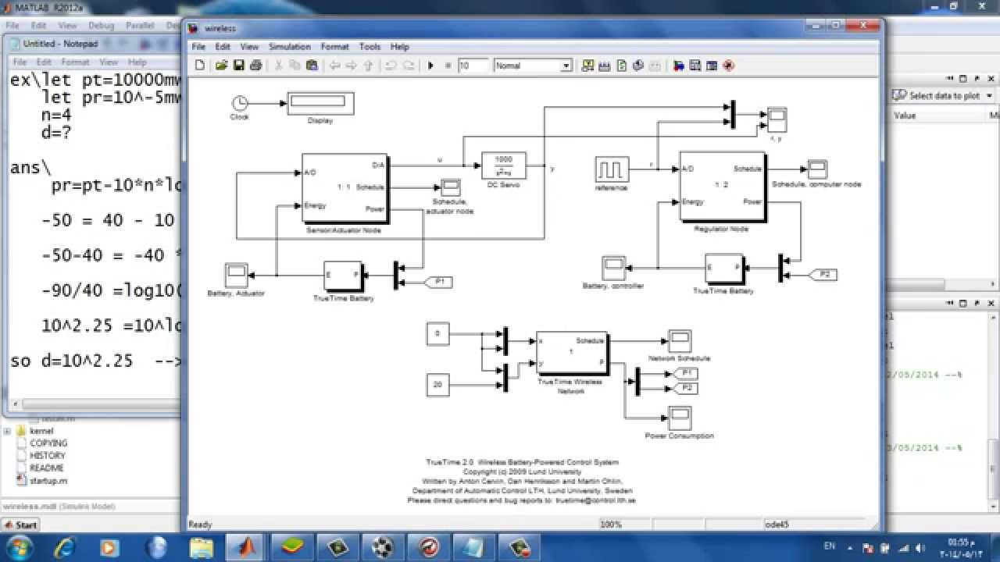 MATLAB R2012a
File Edit View Debug Parallel
Untitled - Notepad
File Edit Format View Help
ex\let pt=10000mw
let pr=10^-5mw
n=4
d=?
ans\
pr=pt-10*n*lo
-50 = 40 - 10
-50-40 = -40 *
-90/40 =log10(
10^2.25 =10^lo
so d=10^2.25 -->
kernel
COPYING
HISTORY
README
startup.m
wireless.mdl (Simulink Model)
Start
wireless
File Edit View Simulation Format Tools Help
10 Normal
Clock
Display
r, y
A/D
D/A
1: 1 Schedule
Energy
Power
Sensor/Actuator Node
u
1000
DC Servo
y
Schedule,
actuator node
reference
r
A/D
Schedule
1: 2
Energy
Power
Regulator Node
Schedule, computer node
Battery, Actuator
E P
TrueTime Battery
P1
Battery, controller
E P
TrueTime Battery
P2
0
20
x
Schedule
1
y
P
TrueTime Wireless
Network
Network Schedule
P1
P2
Power Consumption
TrueTime 2.0 Wireless Battery-Powered Control System
Copyright (c) 2009 Lund University
Written by Anton Cervin, Dan Henriksson and Martin Ohlin,
Department of Automatic Control LTH, Lund University, Sweden
Please direct questions and bug reports to: truetime@control.lth.se
Ready 100% ode45
Select data to plot
Value
2/05/2014 --%
3/05/2014 --%
EN
م 01:55
٢٠١٤/٠٥/١٣